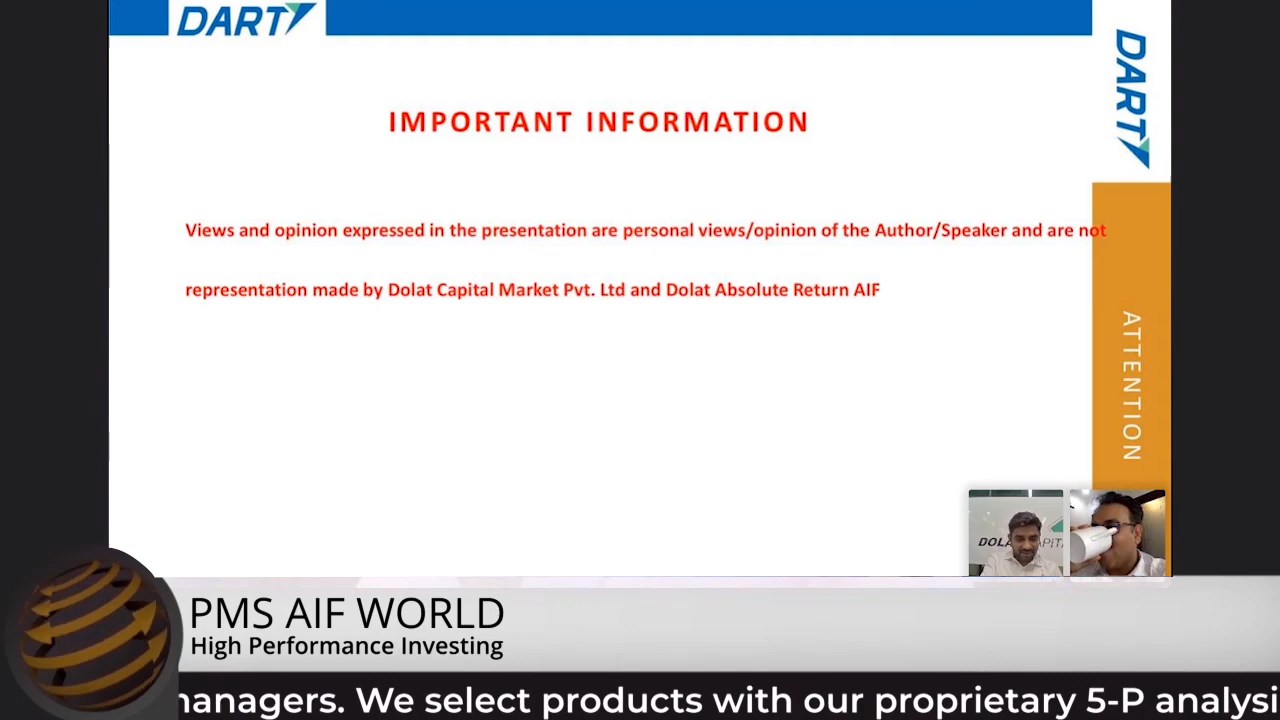 DART
DART
IMPORTANT INFORMATION
Views and opinion expressed in the presentation are personal views/opinion of the Author/Speaker and are not
representation made by Dolat Capital Market Pvt. Ltd and Dolat Absolute Return AIF
ATTENTION
PMS AIF WORLD
High Performance Investing
managers. We select products with our proprietary 5-P analysi